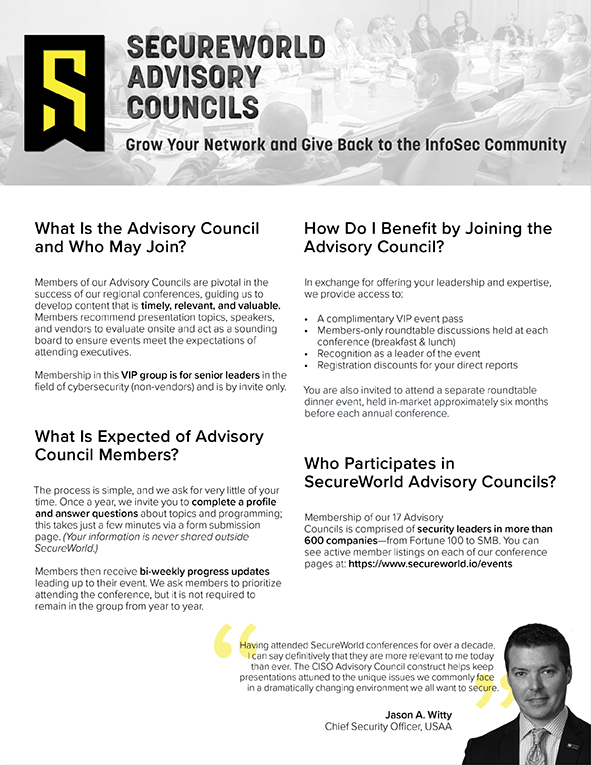 SECUREWORLD
ADVISORY
COUNCILS
Grow Your Network and Give Back to the InfoSec Community
What Is the Advisory Council
and Who May Join?
Members of our Advisory Councils are pivotal in the
success of our regional conferences, guiding us to
develop content that is timely, relevant, and valuable.
Members recommend presentation topics, speakers,
and vendors to evaluate onsite and act as a sounding
board to ensure events meet the expectations of
attending executives.
Membership in this VIP group is for senior leaders in the
field of cybersecurity (non-vendors) and is by invite only.
What Is Expected of Advisory
Council Members?
The process is simple, and we ask for very little of your
time. Once a year, we invite you to complete a profile
and answer questions about topics and programming;
this takes just a few minutes via a form submission
page. (Your information is never shared outside
SecureWorld.)
Members then receive bi-weekly progress updates
leading up to their event. We ask members to prioritize
attending the conference, but it is not required to
remain in the group from year to year.
How Do I Benefit by Joining the
Advisory Council?
In exchange for offering your leadership and expertise,
we provide access to:
• A complimentary VIP event pass
• Members-only roundtable discussions held at each
conference (breakfast & lunch)
• Recognition as a leader of the event
• Registration discounts for your direct reports
You are also invited to attend a separate roundtable
dinner event, held in-market approximately six months
before each annual conference.
Who Participates in
SecureWorld Advisory Councils?
Membership of our 17 Advisory
Councils is comprised of security leaders in more than
600 companies—from Fortune 100 to SMB. You can
see active member listings on each of our conference
pages at: https://www.secureworld.io/events
“
Having attended SecureWorld conferences for over a decade,
I can say definitively that they are more relevant to me today
than ever. The CISO Advisory Council construct helps keep
presentations attuned to the unique issues we commonly face
in a dramatically changing environment we all want to secure.
”
Jason A. Witty
Chief Security Officer, USAA